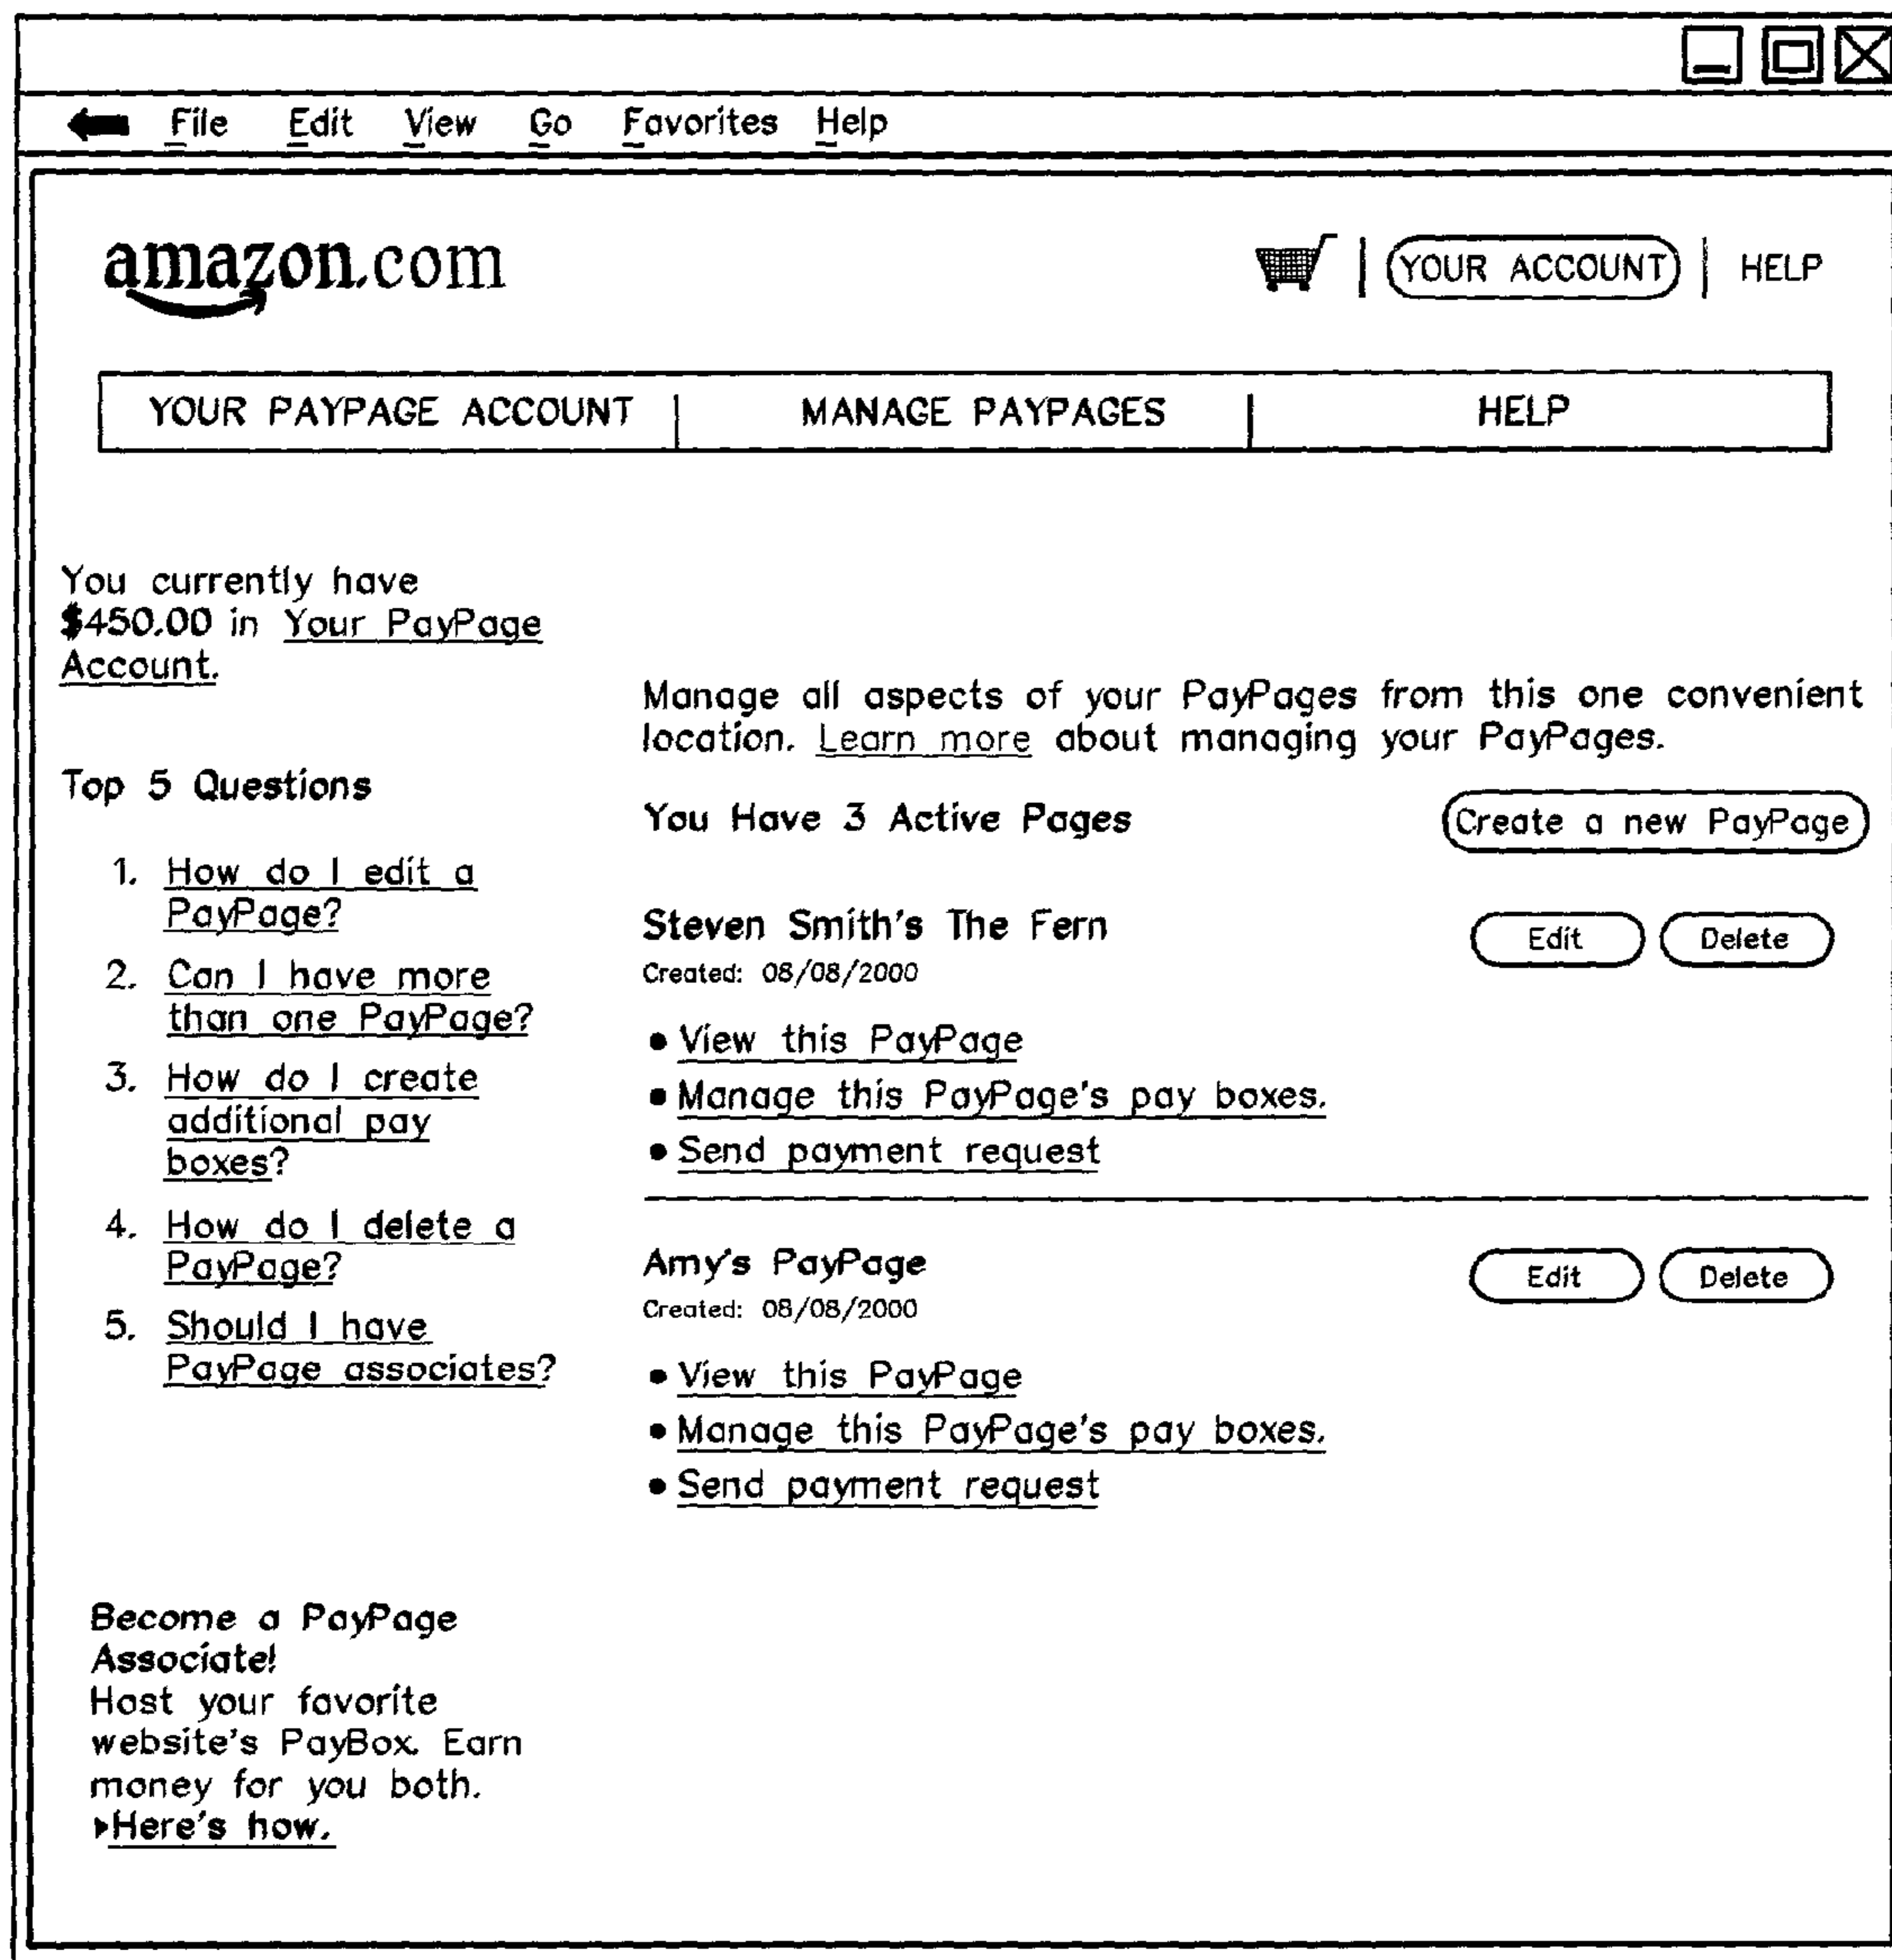 File Edit View Go Favorites Help
amazon.com
YOUR ACCOUNT | HELP
YOUR PAYPAGE ACCOUNT | MANAGE PAYPAGES | HELP
You currently have
$450.00 in Your PayPage
Account.
Top 5 Questions
1. How do I edit a
PayPage?
2. Can I have more
than one PayPage?
3. How do I create
additional pay
boxes?
4. How do I delete a
PayPage?
5. Should I have
PayPage associates?
Become a PayPage
Associate!
Host your favorite
website's PayBox. Earn
money for you both.
Here's how.
Manage all aspects of your PayPages from this one convenient
location. Learn more about managing your PayPages.
You Have 3 Active Pages
Create a new PayPage
Steven Smith's The Fern
Edit Delete
Created: 08/08/2000
• View this PayPage
• Manage this PayPage's pay boxes.
• Send payment request
Amy's PayPage
Edit Delete
Created: 08/08/2000
• View this PayPage
• Manage this PayPage's pay boxes.
• Send payment request